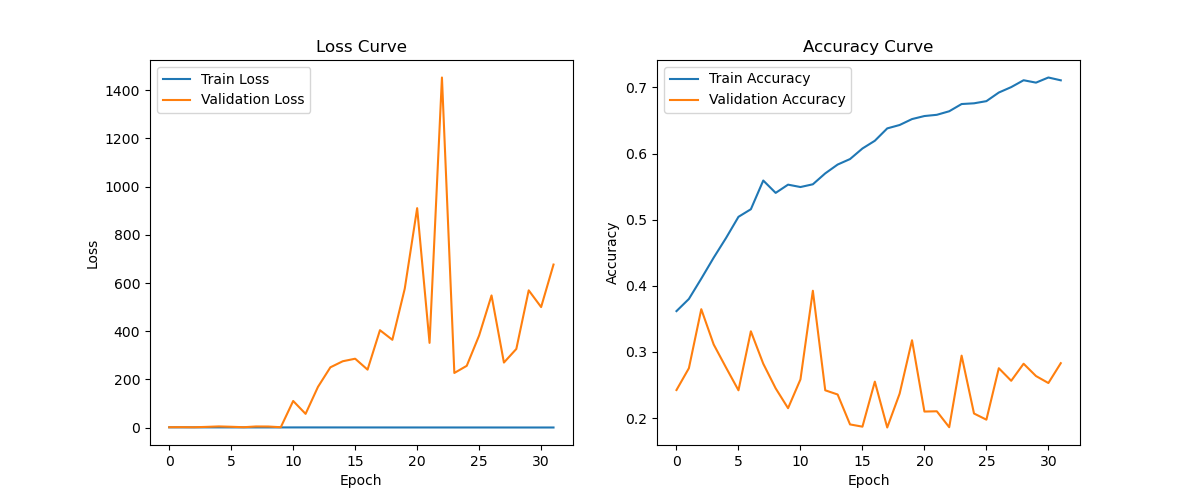 Loss Curve
Train Loss
Validation Loss
1400
1200
1000
800
600
400
200
0
Loss
0 5 10 15 20 25 30
Epoch
Accuracy Curve
Train Accuracy
Validation Accuracy
0.7
0.6
0.5
0.4
0.3
0.2
Accuracy
0 5 10 15 20 25 30
Epoch